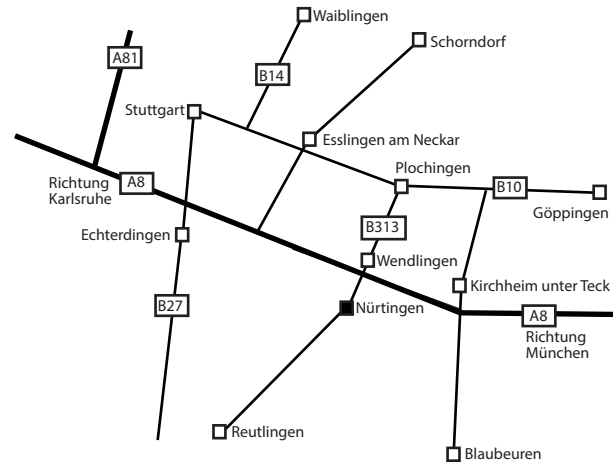 Waiblingen
Schorndorf
A81
B14
Stuttgart
Esslingen am Neckar
Plochingen
Richtung
Karlsruhe
A8
B10
Göppingen
B313
Echterdingen
Wendlingen
Kirchheim unter Teck
B27
Nürtingen
A8
Richtung
München
Reutlingen
Blaubeuren